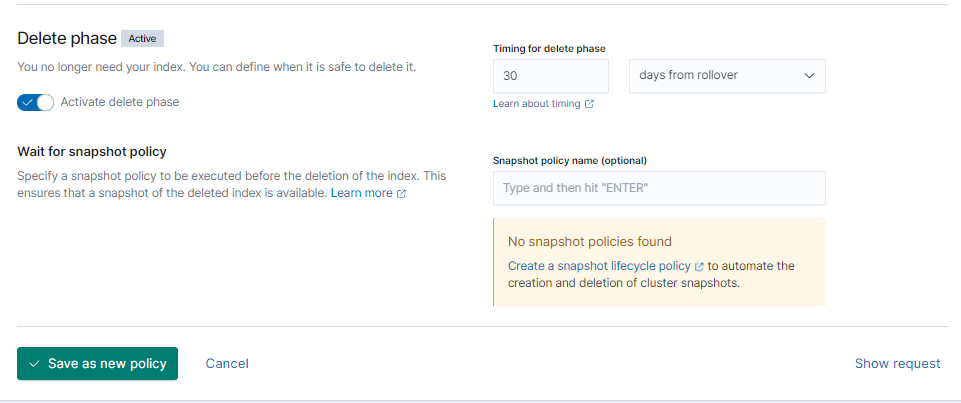 Delete phase Active
You no longer need your index. You can define when it is safe to delete it.
Activate delete phase
Timing for delete phase
30 days from rollover
Learn about timing
Wait for snapshot policy
Specify a snapshot policy to be executed before the deletion of the index. This
ensures that a snapshot of the deleted index is available. Learn more
Snapshot policy name (optional)
Type and then hit "ENTER"
No snapshot policies found
Create a snapshot lifecycle policy to automate the
creation and deletion of cluster snapshots.
Save as new policy Cancel Show request